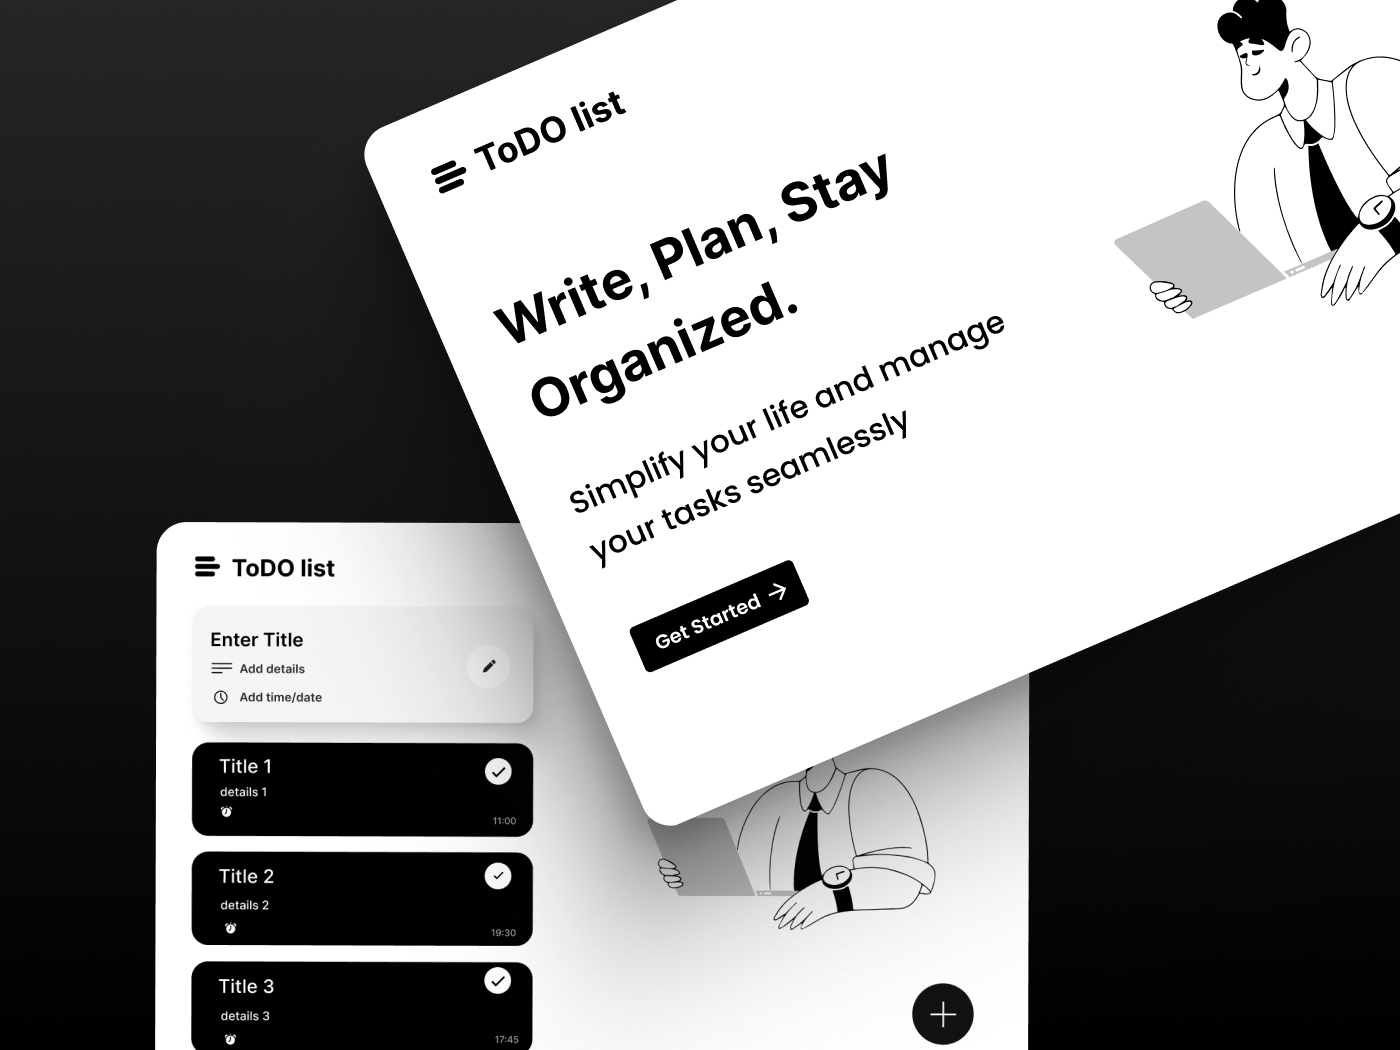 ToDO list
Write, Plan, Stay
Organized.
Simplify your life and manage
your tasks seamlessly
Get Started
ToDO list
Enter Title
Add details
Add time/date
Title 1
details 1
11:00
Title 2
details 2
19:30
Title 3
details 3
17:45